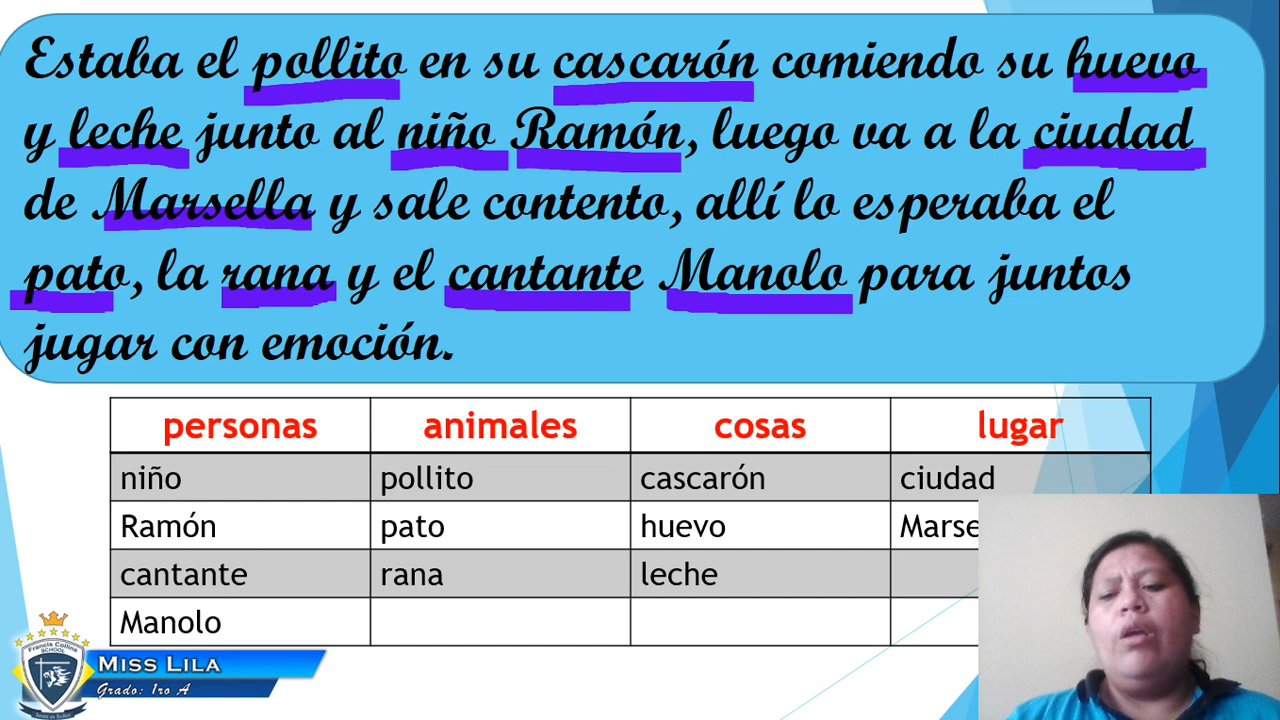 Estaba el pollito en su cascarón comiendo su huevo
y leche junto al niño Ramón, luego va a la ciudad
de Marsella y sale contento, allí lo esperaba el
pato, la rana y el cantante Manolo para juntos
jugar con emoción.
personas animales cosas lugar
niño pollito cascarón ciudad
Ramón pato huevo Marse
cantante rana leche
Manolo
Francis Collins
SCHOOL
MISS LILA
Grado: 1ro A